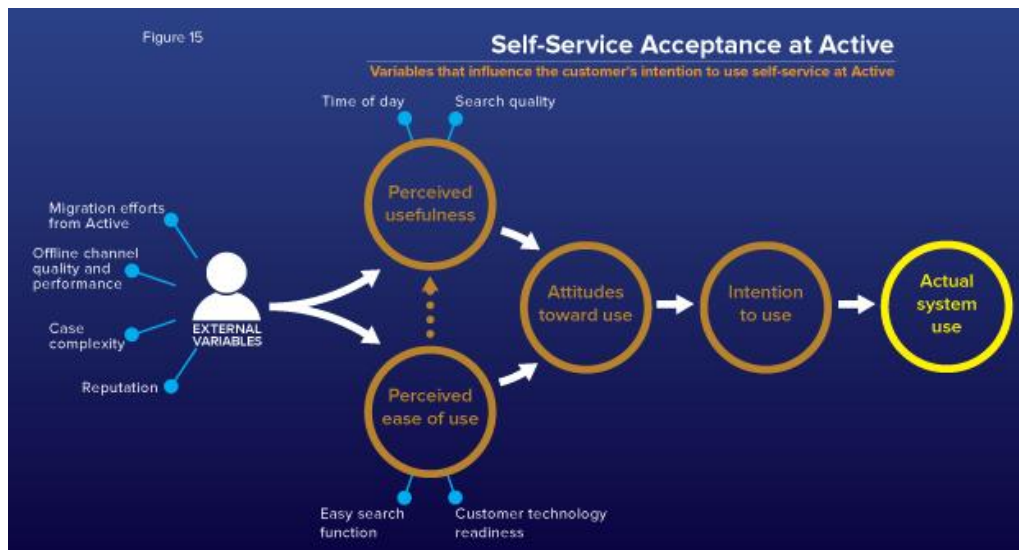 Figure 15
Self-Service Acceptance at Active
Variables that influence the customer's intention to use self-service at Active
Time of day
Search quality
Perceived
usefulness
Migration efforts
from Active
Offline channel
quality and
performance
Case
complexity
Reputation
EXTERNAL
VARIABLES
Attitudes
toward use
Intention
to use
Actual
system
use
Perceived
ease of use
Easy search
function
Customer technology
readiness